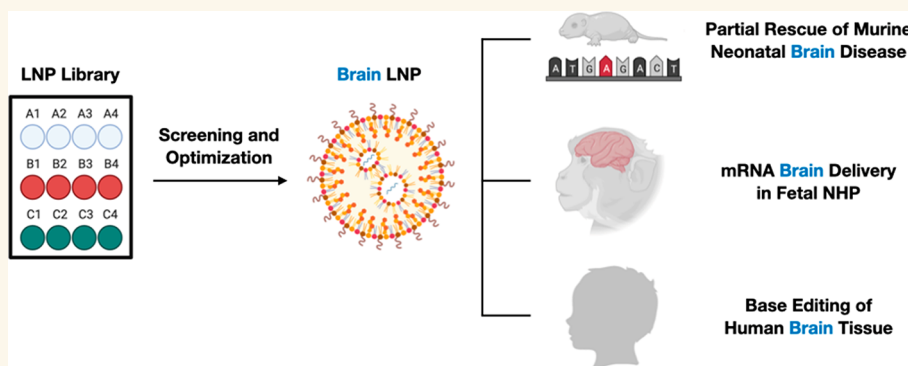 LNP Library
A1 A2 A3 A4
B1 B2 B3 B4
C1 C2 C3 C4
Screening and
Optimization
Brain LNP
A T G A G A C T
Partial Rescue of Murine
Neonatal Brain Disease
mRNA Brain Delivery
in Fetal NHP
Base Editing of
Human Brain Tissue